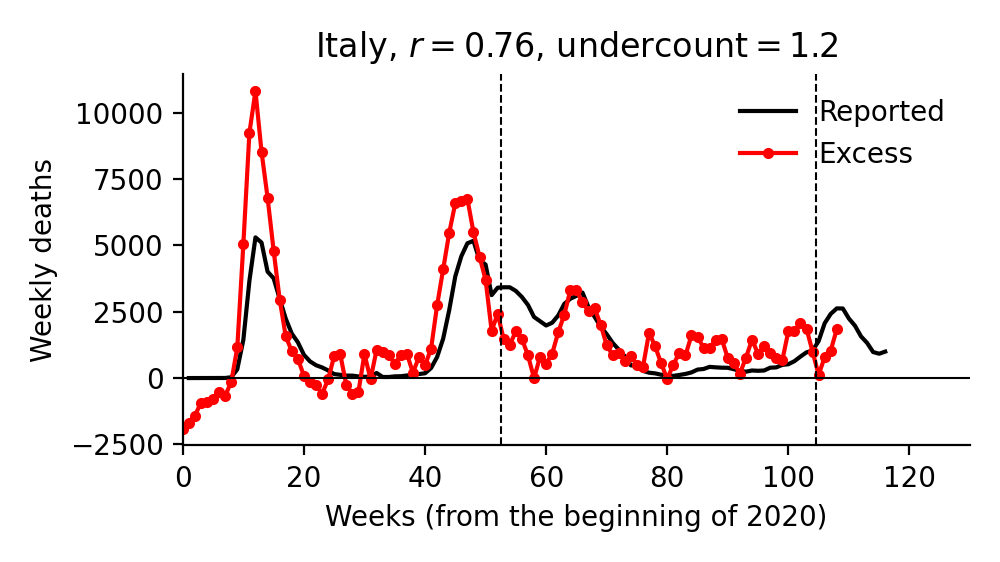 Italy, r = 0.76, undercount = 1.2
Weekly deaths
10000
7500
5000
2500
0
−2500
Reported
Excess
0 20 40 60 80 100 120
Weeks (from the beginning of 2020)